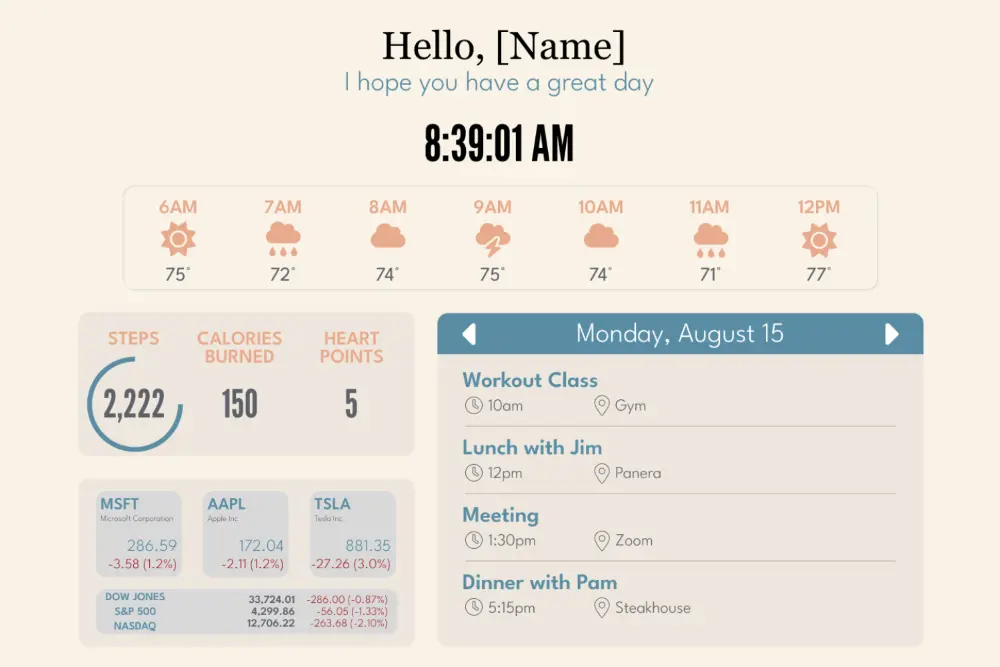 Hello, [Name]
I hope you have a great day
8:39:01 AM
6AM 7AM 8AM 9AM 10AM 11AM 12PM
75° 72° 74° 75° 74° 71° 77°
STEPS CALORIES BURNED HEART POINTS
2,222 150 5
MSFT
Microsoft Corporation
286.59
-3.58 (1.2%)
AAPL
Apple Inc
172.04
-2.11 (1.2%)
TSLA
Tesla Inc.
881.35
-27.26 (3.0%)
DOW JONES 33,724.01 -286.00 (-0.87%)
S&P 500 4,299.86 -56.05 (-1.33%)
NASDAQ 12,706.22 -263.68 (-2.10%)
Monday, August 15
Workout Class
10am Gym
Lunch with Jim
12pm Panera
Meeting
1:30pm Zoom
Dinner with Pam
5:15pm Steakhouse